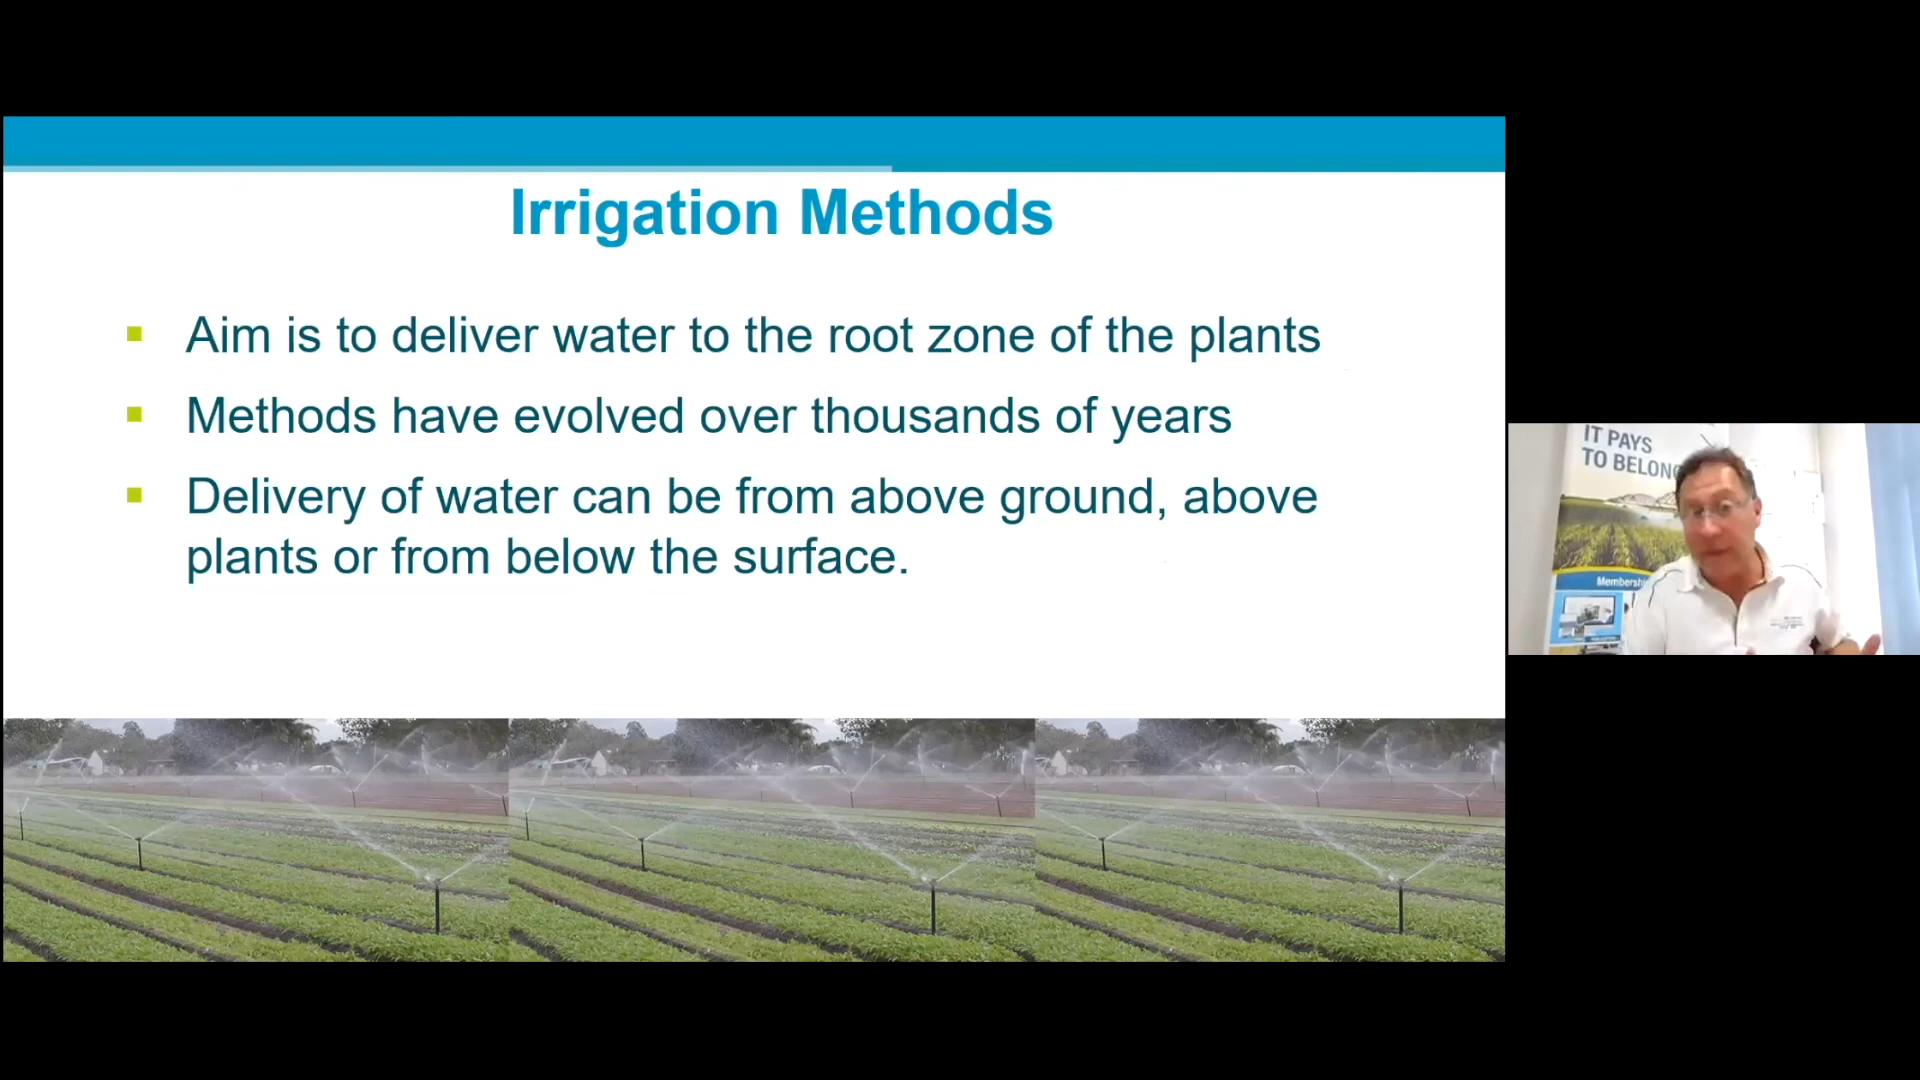 Irrigation Methods
Aim is to deliver water to the root zone of the plants
Methods have evolved over thousands of years
Delivery of water can be from above ground, above
plants or from below the surface.
IT PAYS
TO BELONG